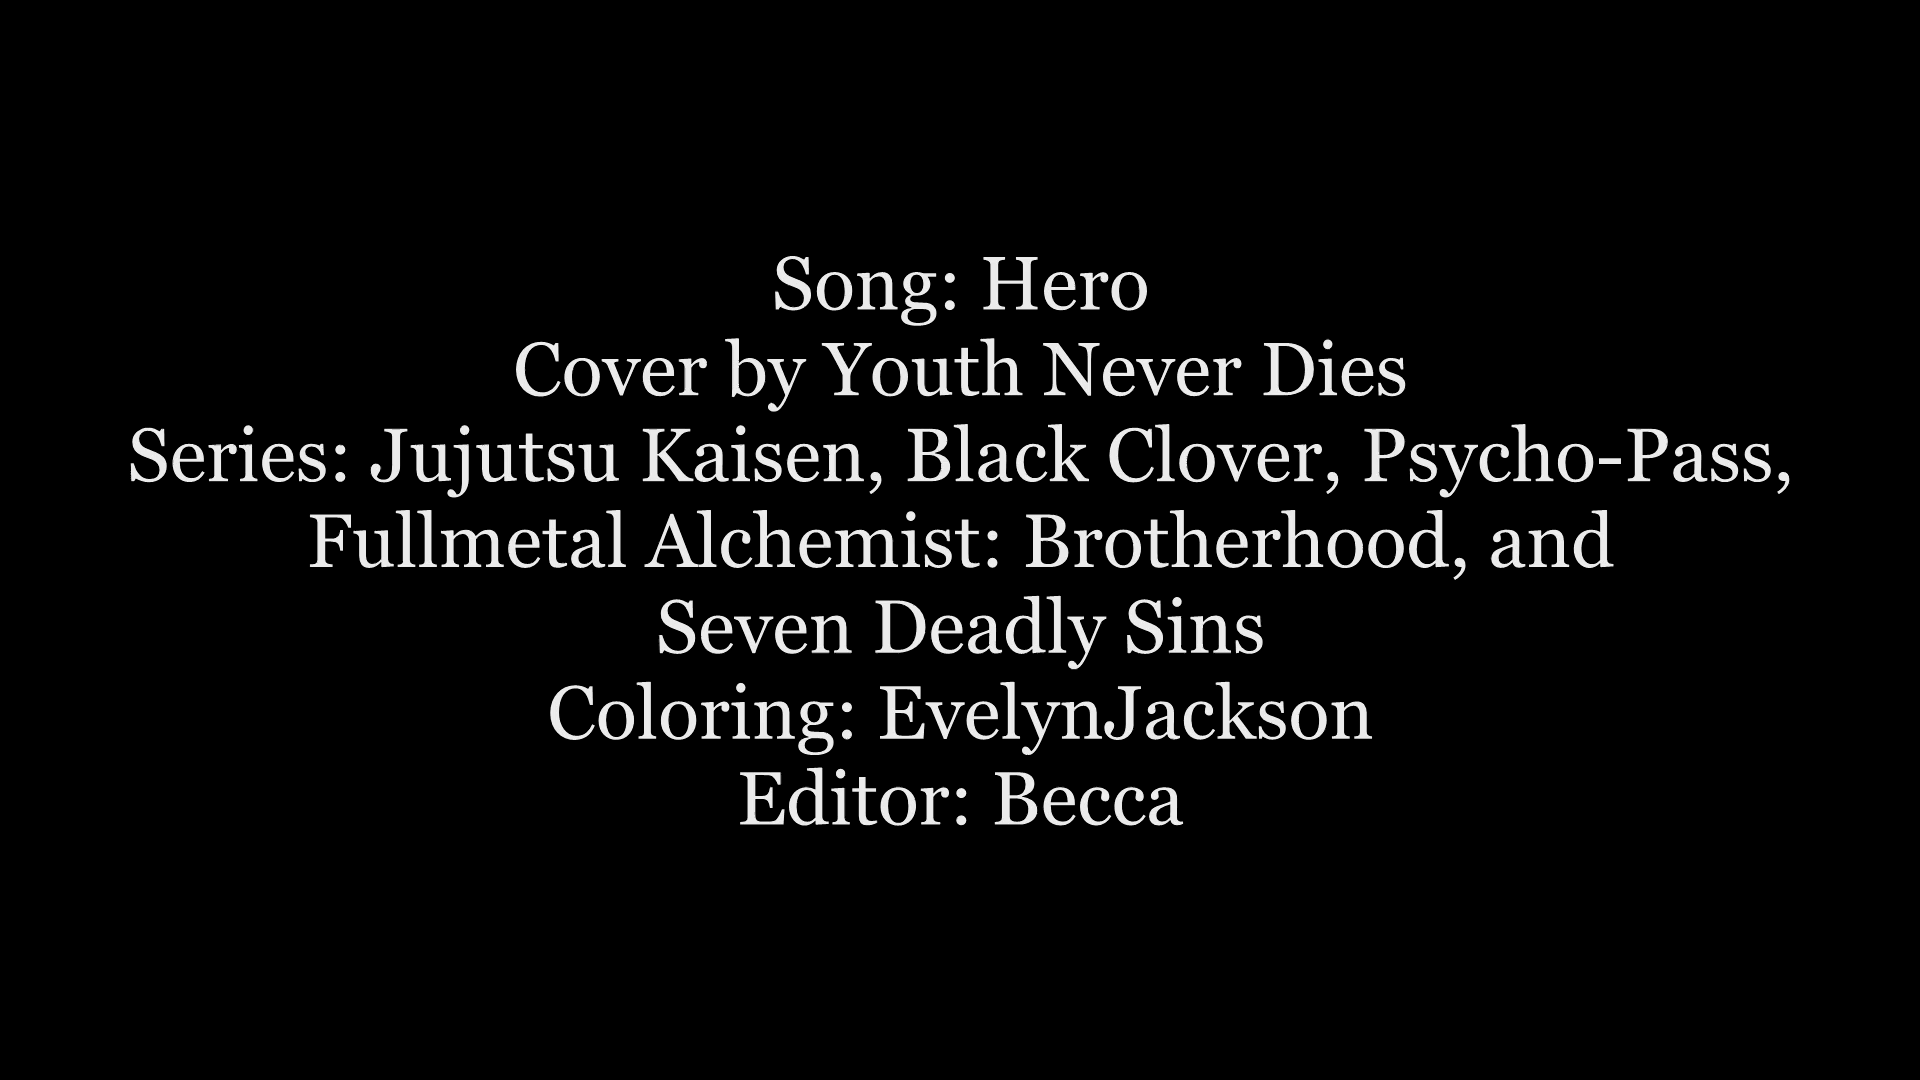 Song: Hero
Cover by Youth Never Dies
Series: Jujutsu Kaisen, Black Clover, Psycho-Pass,
Fullmetal Alchemist: Brotherhood, and
Seven Deadly Sins
Coloring: EvelynJackson
Editor: Becca